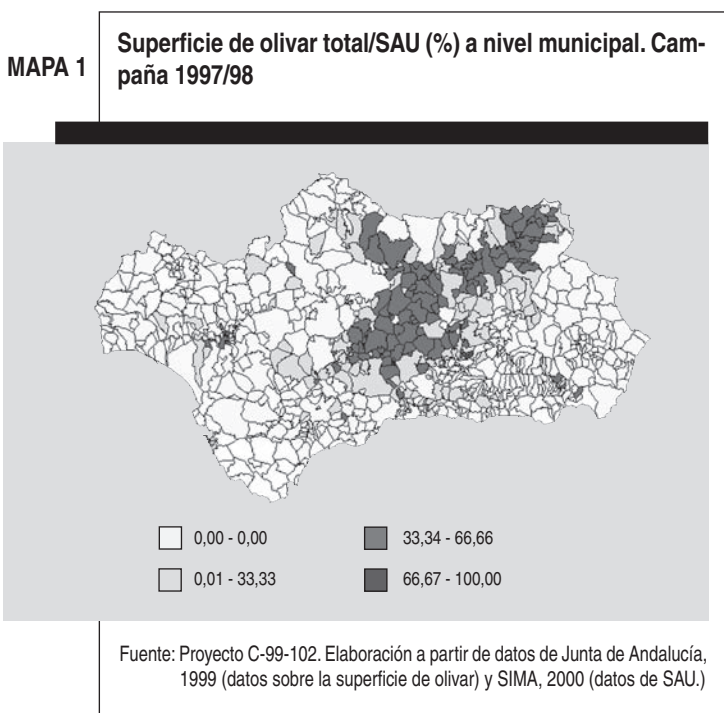 MAPA 1
Superficie de olivar total/SAU (%) a nivel municipal. Cam-
paña 1997/98
0,00 - 0,00
33,34 - 66,66
0,01 - 33,33
66,67 - 100,00
Fuente: Proyecto C-99-102. Elaboración a partir de datos de Junta de Andalucía,
1999 (datos sobre la superficie de olivar) y SIMA, 2000 (datos de SAU.)